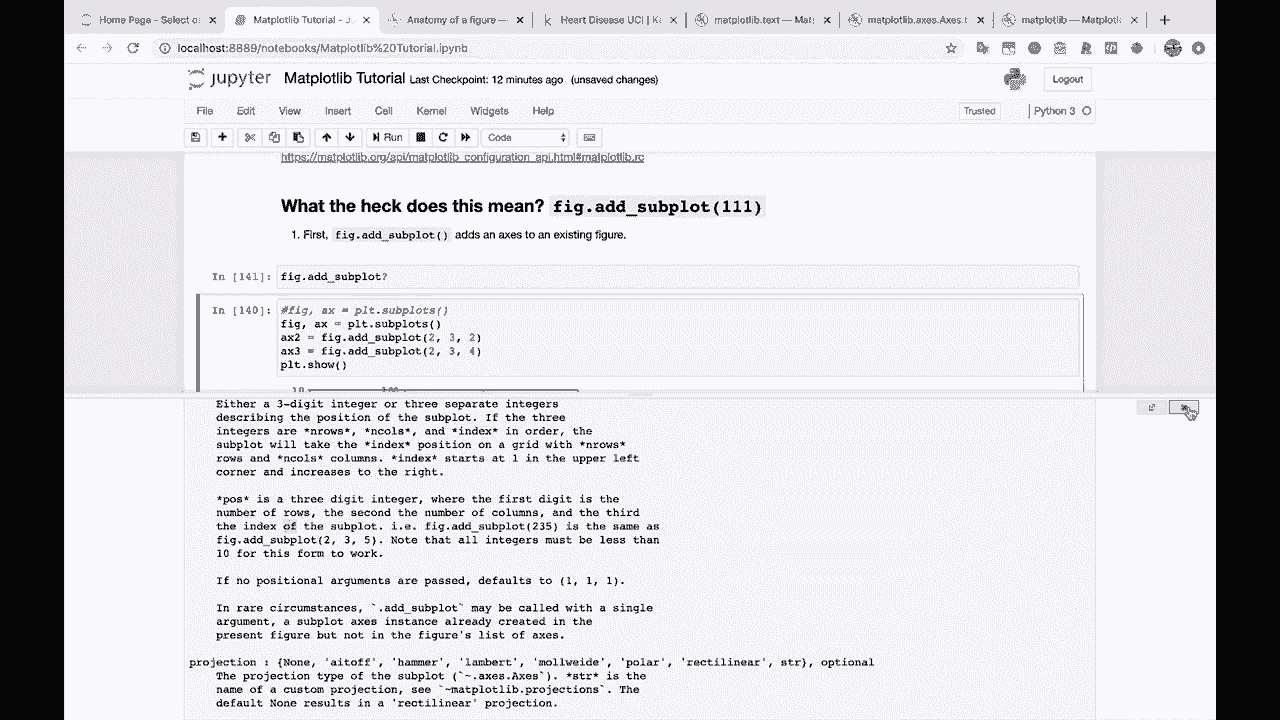 Home Page - Select o
Matplotlib Tutorial - Ju
Anatomy of a figure —
Heart Disease UCI | Ka
matplotlib.text — Mat
matplotlib.axes.Axes.t
matplotlib — Matplotl
localhost:8889/notebooks/Matplotlib%20Tutorial.ipynb
jupyter Matplotlib Tutorial Last Checkpoint: 12 minutes ago (unsaved changes)
Logout
File Edit View Insert Cell Kernel Widgets Help
Trusted
Python 3
Run
Code
https://matplotlib.org/api/matplotlib_configuration_api.html#matplotlib.rc
What the heck does this mean? fig.add_subplot(111)
1. First, fig.add_subplot() adds an axes to an existing figure.
In [141]: fig.add_subplot?
In [140]: #fig, ax = plt.subplots()
fig, ax = plt.subplots()
ax2 = fig.add_subplot(2, 3, 2)
ax3 = fig.add_subplot(2, 3, 4)
plt.show()
Either a 3-digit integer or three separate integers
describing the position of the subplot. If the three
integers are *nrows*, *ncols*, and *index* in order, the
subplot will take the *index* position on a grid with *nrows*
rows and *ncols* columns. *index* starts at 1 in the upper left
corner and increases to the right.
*pos* is a three digit integer, where the first digit is the
number of rows, the second the number of columns, and the third
the index of the subplot. i.e. fig.add_subplot(235) is the same as
fig.add_subplot(2, 3, 5). Note that all integers must be less than
10 for this form to work.
If no positional arguments are passed, defaults to (1, 1, 1).
In rare circumstances, `.add_subplot` may be called with a single
argument, a subplot axes instance already created in the
present figure but not in the figure's list of axes.
projection : {None, 'aitoff', 'hammer', 'lambert', 'mollweide', 'polar', 'rectilinear', str}, optional
The projection type of the subplot (`~.axes.Axes`). *str* is the
name of a custom projection, see `~matplotlib.projections`. The
default None results in a 'rectilinear' projection.